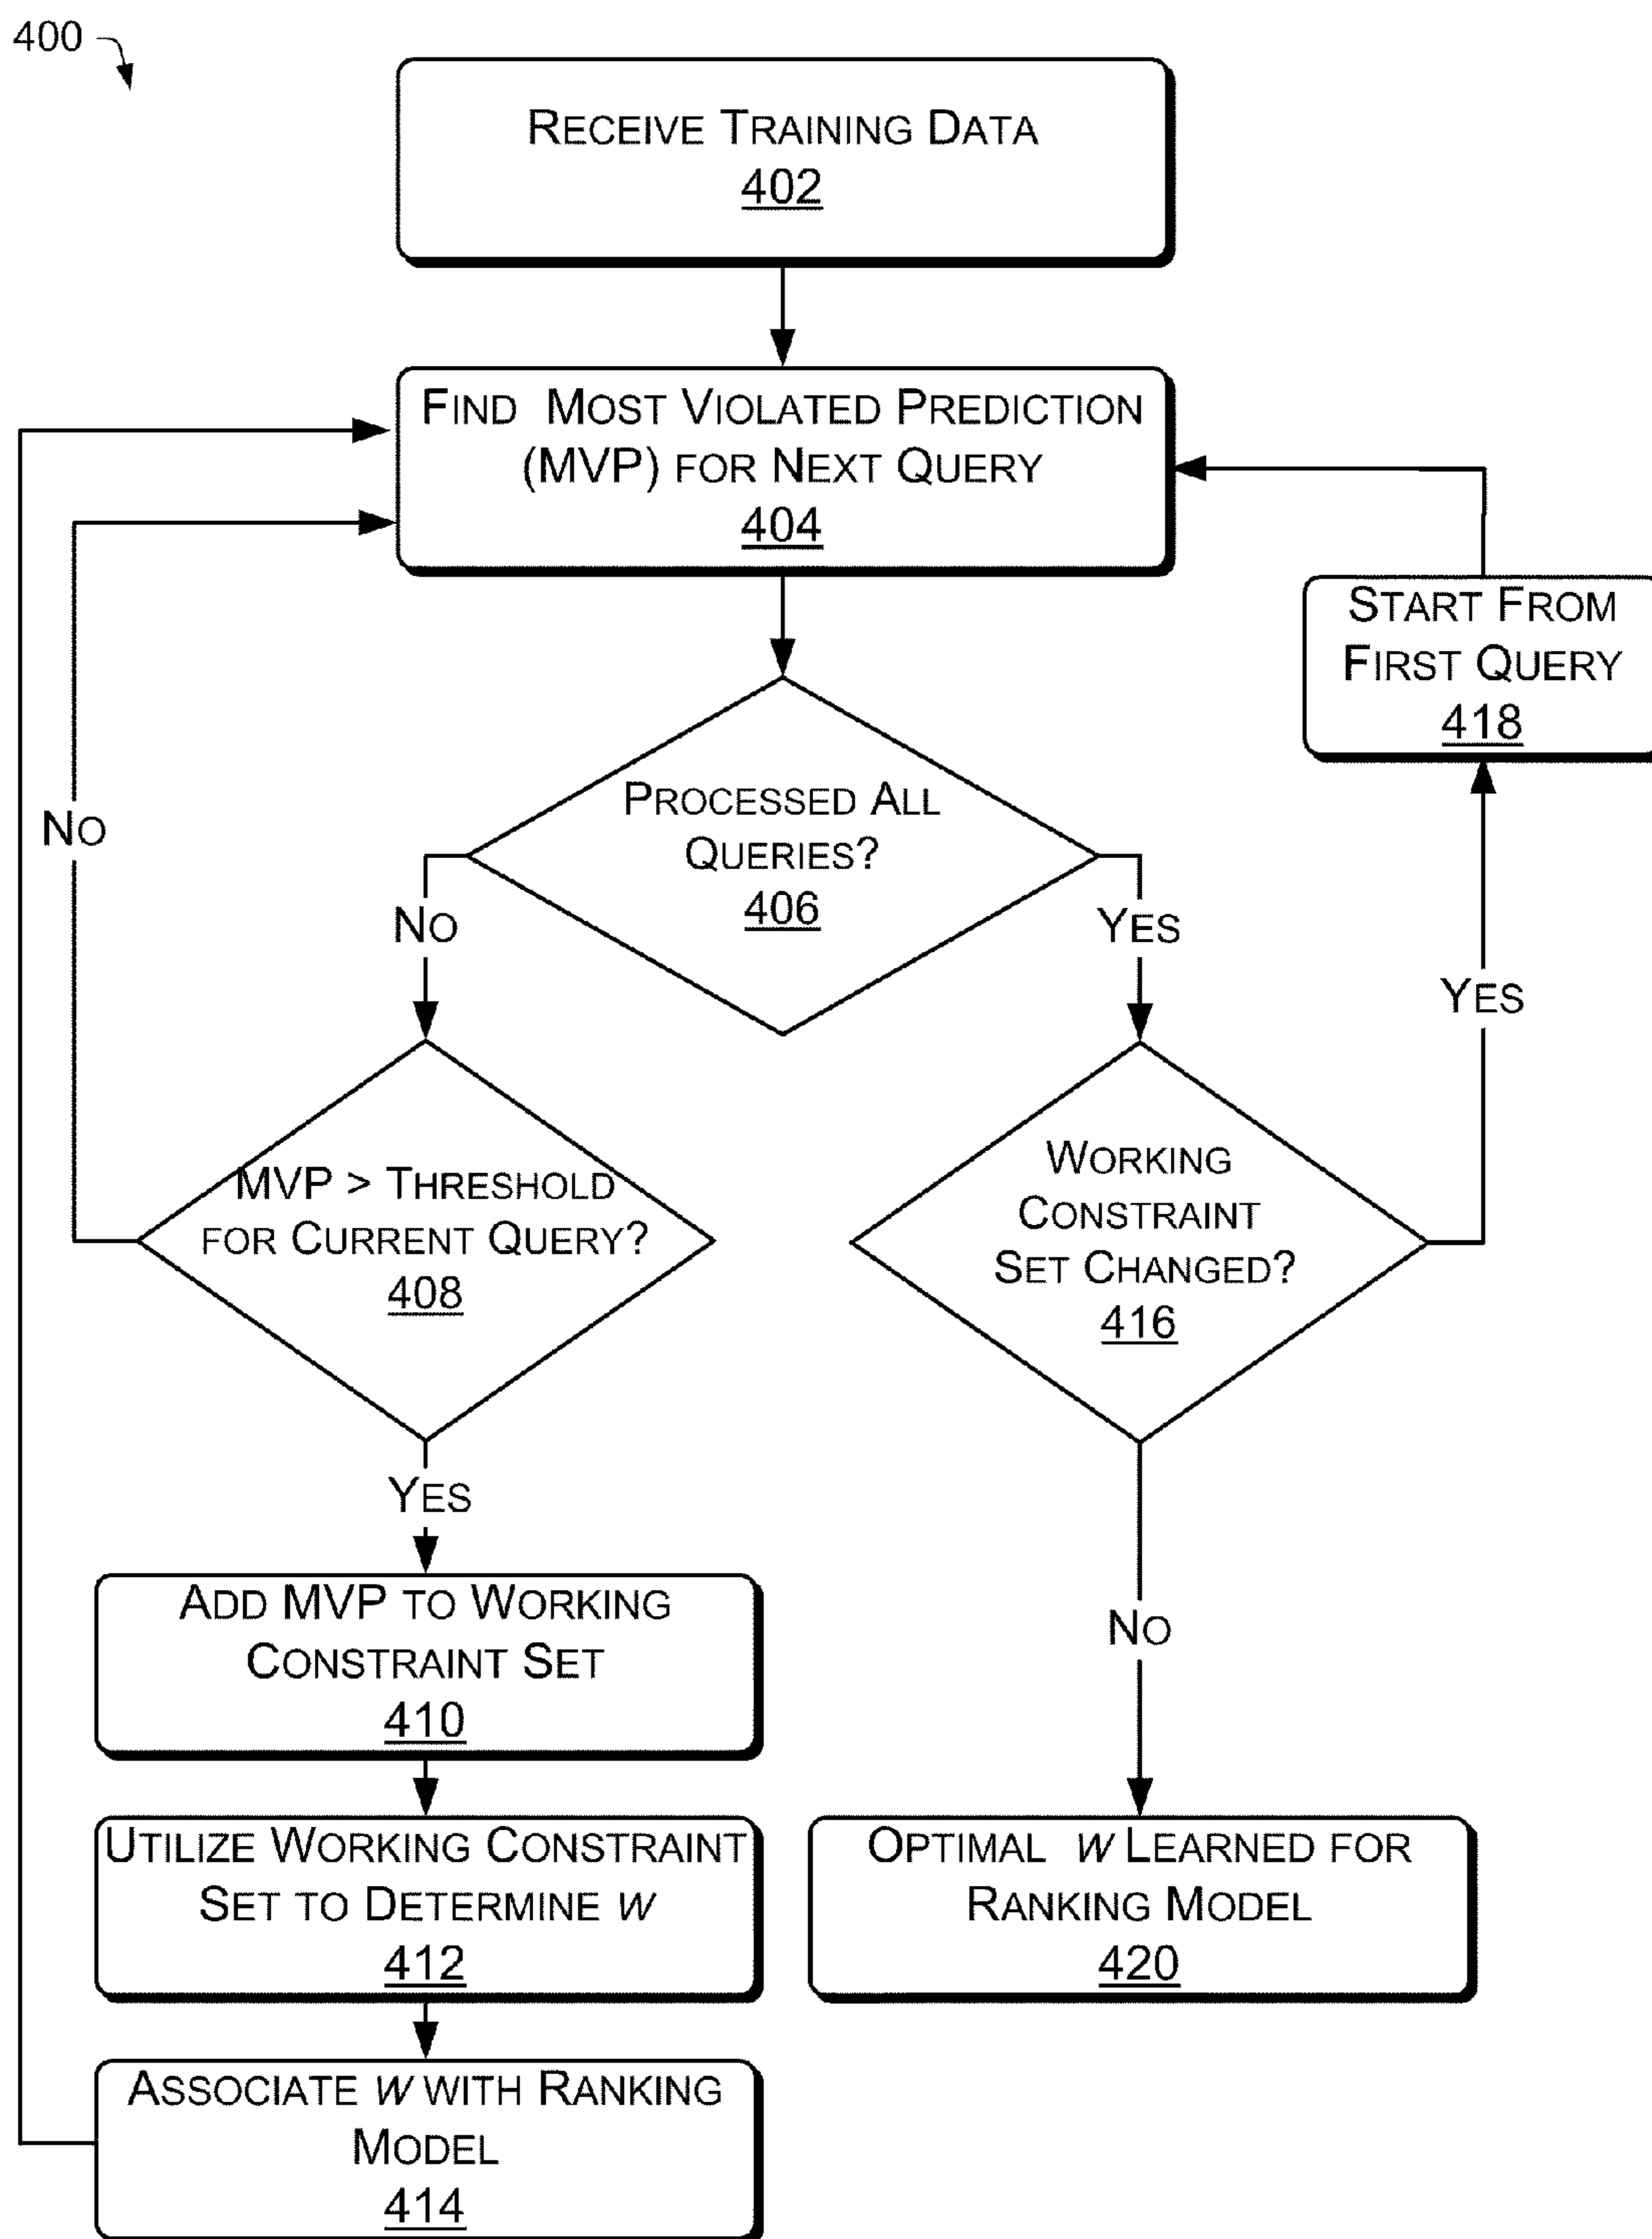 400
RECEIVE TRAINING DATA
402
FIND MOST VIOLATED PREDICTION
(MVP) FOR NEXT QUERY
404
START FROM
FIRST QUERY
418
PROCESSED ALL
QUERIES?
406
NO
NO
YES
YES
MVP > THRESHOLD
FOR CURRENT QUERY?
408
WORKING
CONSTRAINT
SET CHANGED?
416
YES
NO
ADD MVP TO WORKING
CONSTRAINT SET
410
UTILIZE WORKING CONSTRAINT
SET TO DETERMINE w
412
OPTIMAL w LEARNED FOR
RANKING MODEL
420
ASSOCIATE w WITH RANKING
MODEL
414